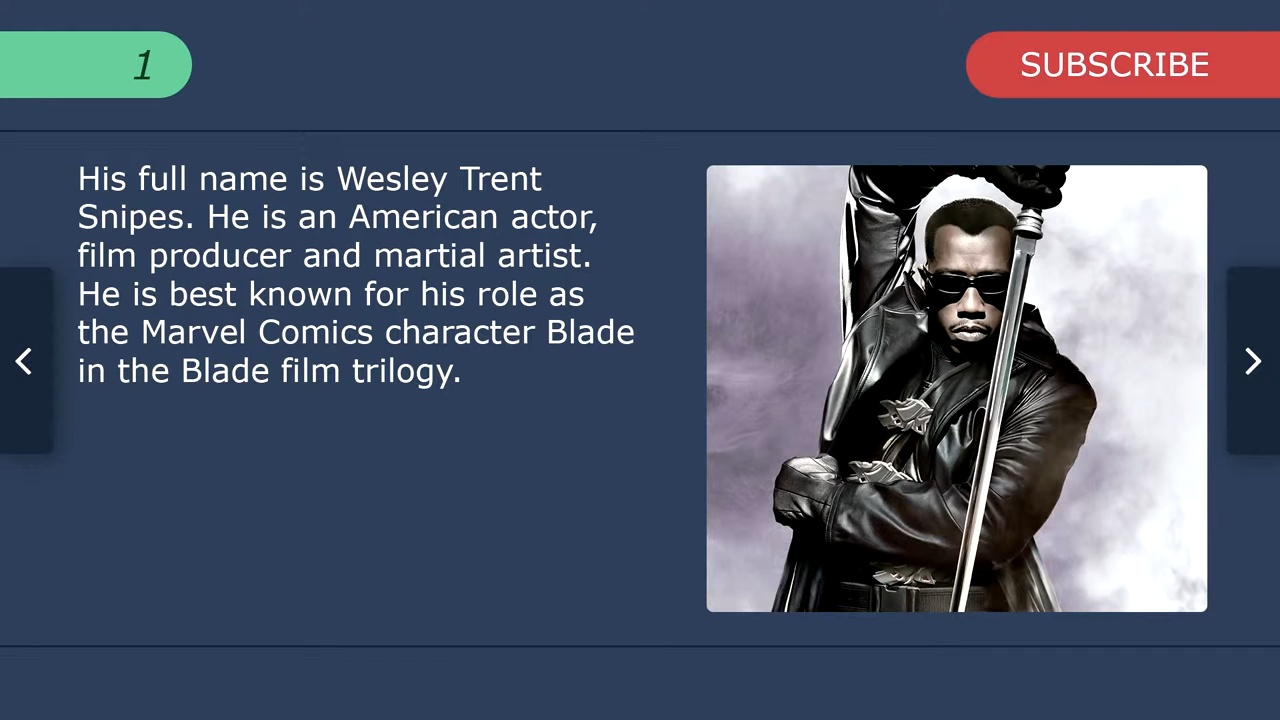 1
SUBSCRIBE
His full name is Wesley Trent
Snipes. He is an American actor,
film producer and martial artist.
He is best known for his role as
the Marvel Comics character Blade
in the Blade film trilogy.